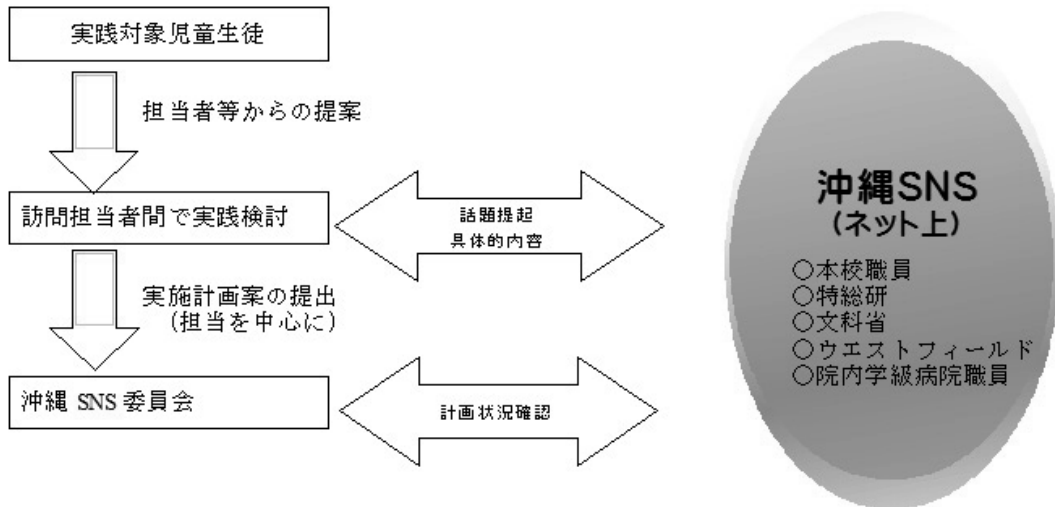 実践対象児童生徒
担当者等からの提案
訪問担当者間で実践検討
話題提起
具体的内容
実施計画案の提出
(担当を中心に)
沖縄 SNS 委員会
計画状況確認
沖縄SNS
(ネット上)
○本校職員
○特総研
○文科省
○ウエストフィールド
○院内学級病院職員